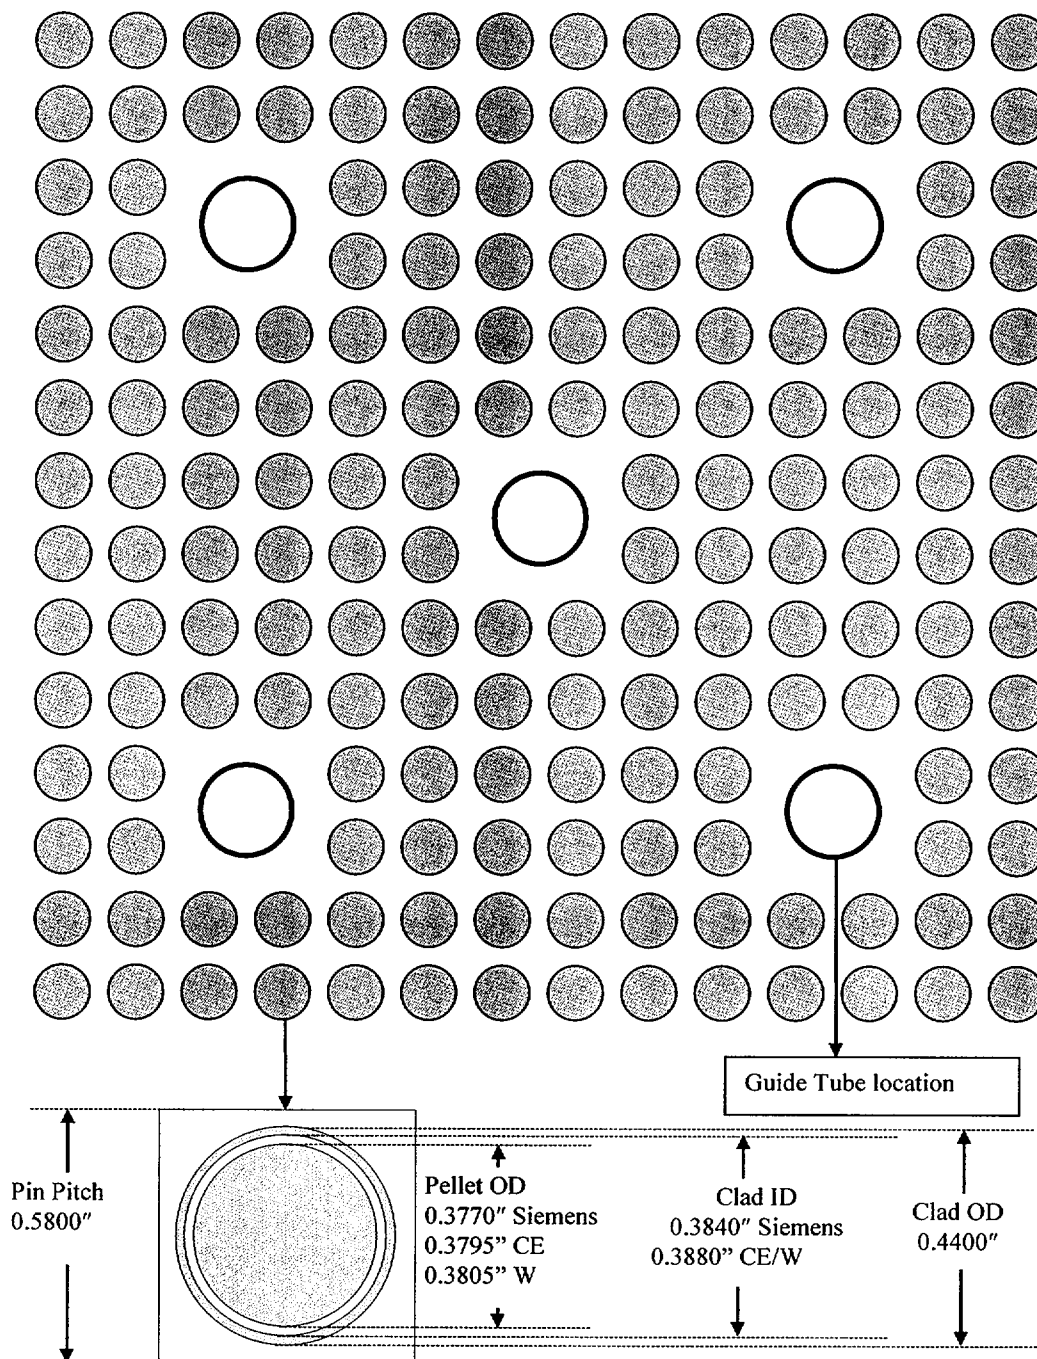 Guide Tube location
Pin Pitch
0.5800″
Pellet OD
0.3770″ Siemens
0.3795” CE
0.3805” W
Clad ID
0.3840″ Siemens
0.3880” CE/W
Clad OD
0.4400″